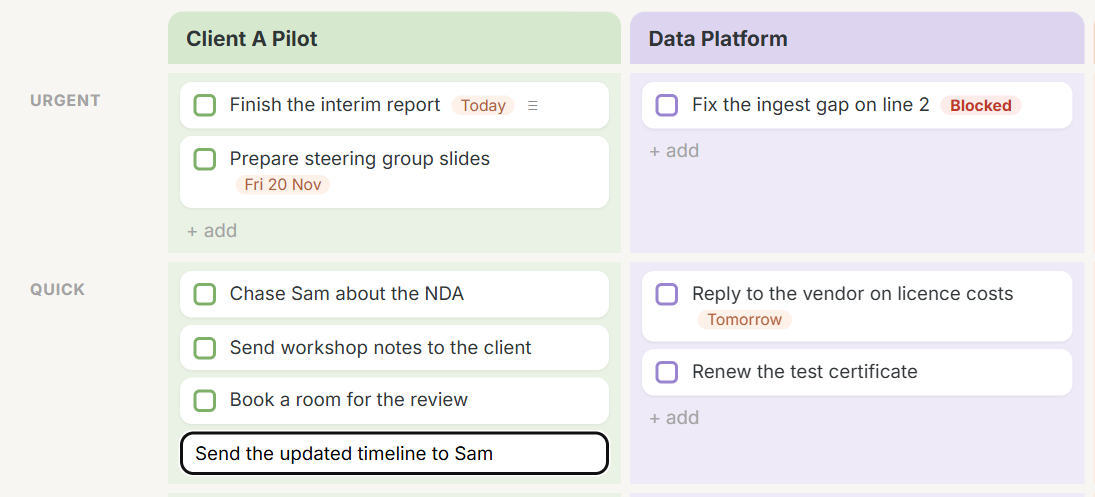 Client A Pilot
Data Platform
URGENT
Finish the interim report Today
Prepare steering group slides
Fri 20 Nov
+ add
Fix the ingest gap on line 2 Blocked
+ add
QUICK
Chase Sam about the NDA
Send workshop notes to the client
Book a room for the review
Send the updated timeline to Sam
Reply to the vendor on licence costs
Tomorrow
Renew the test certificate
+ add